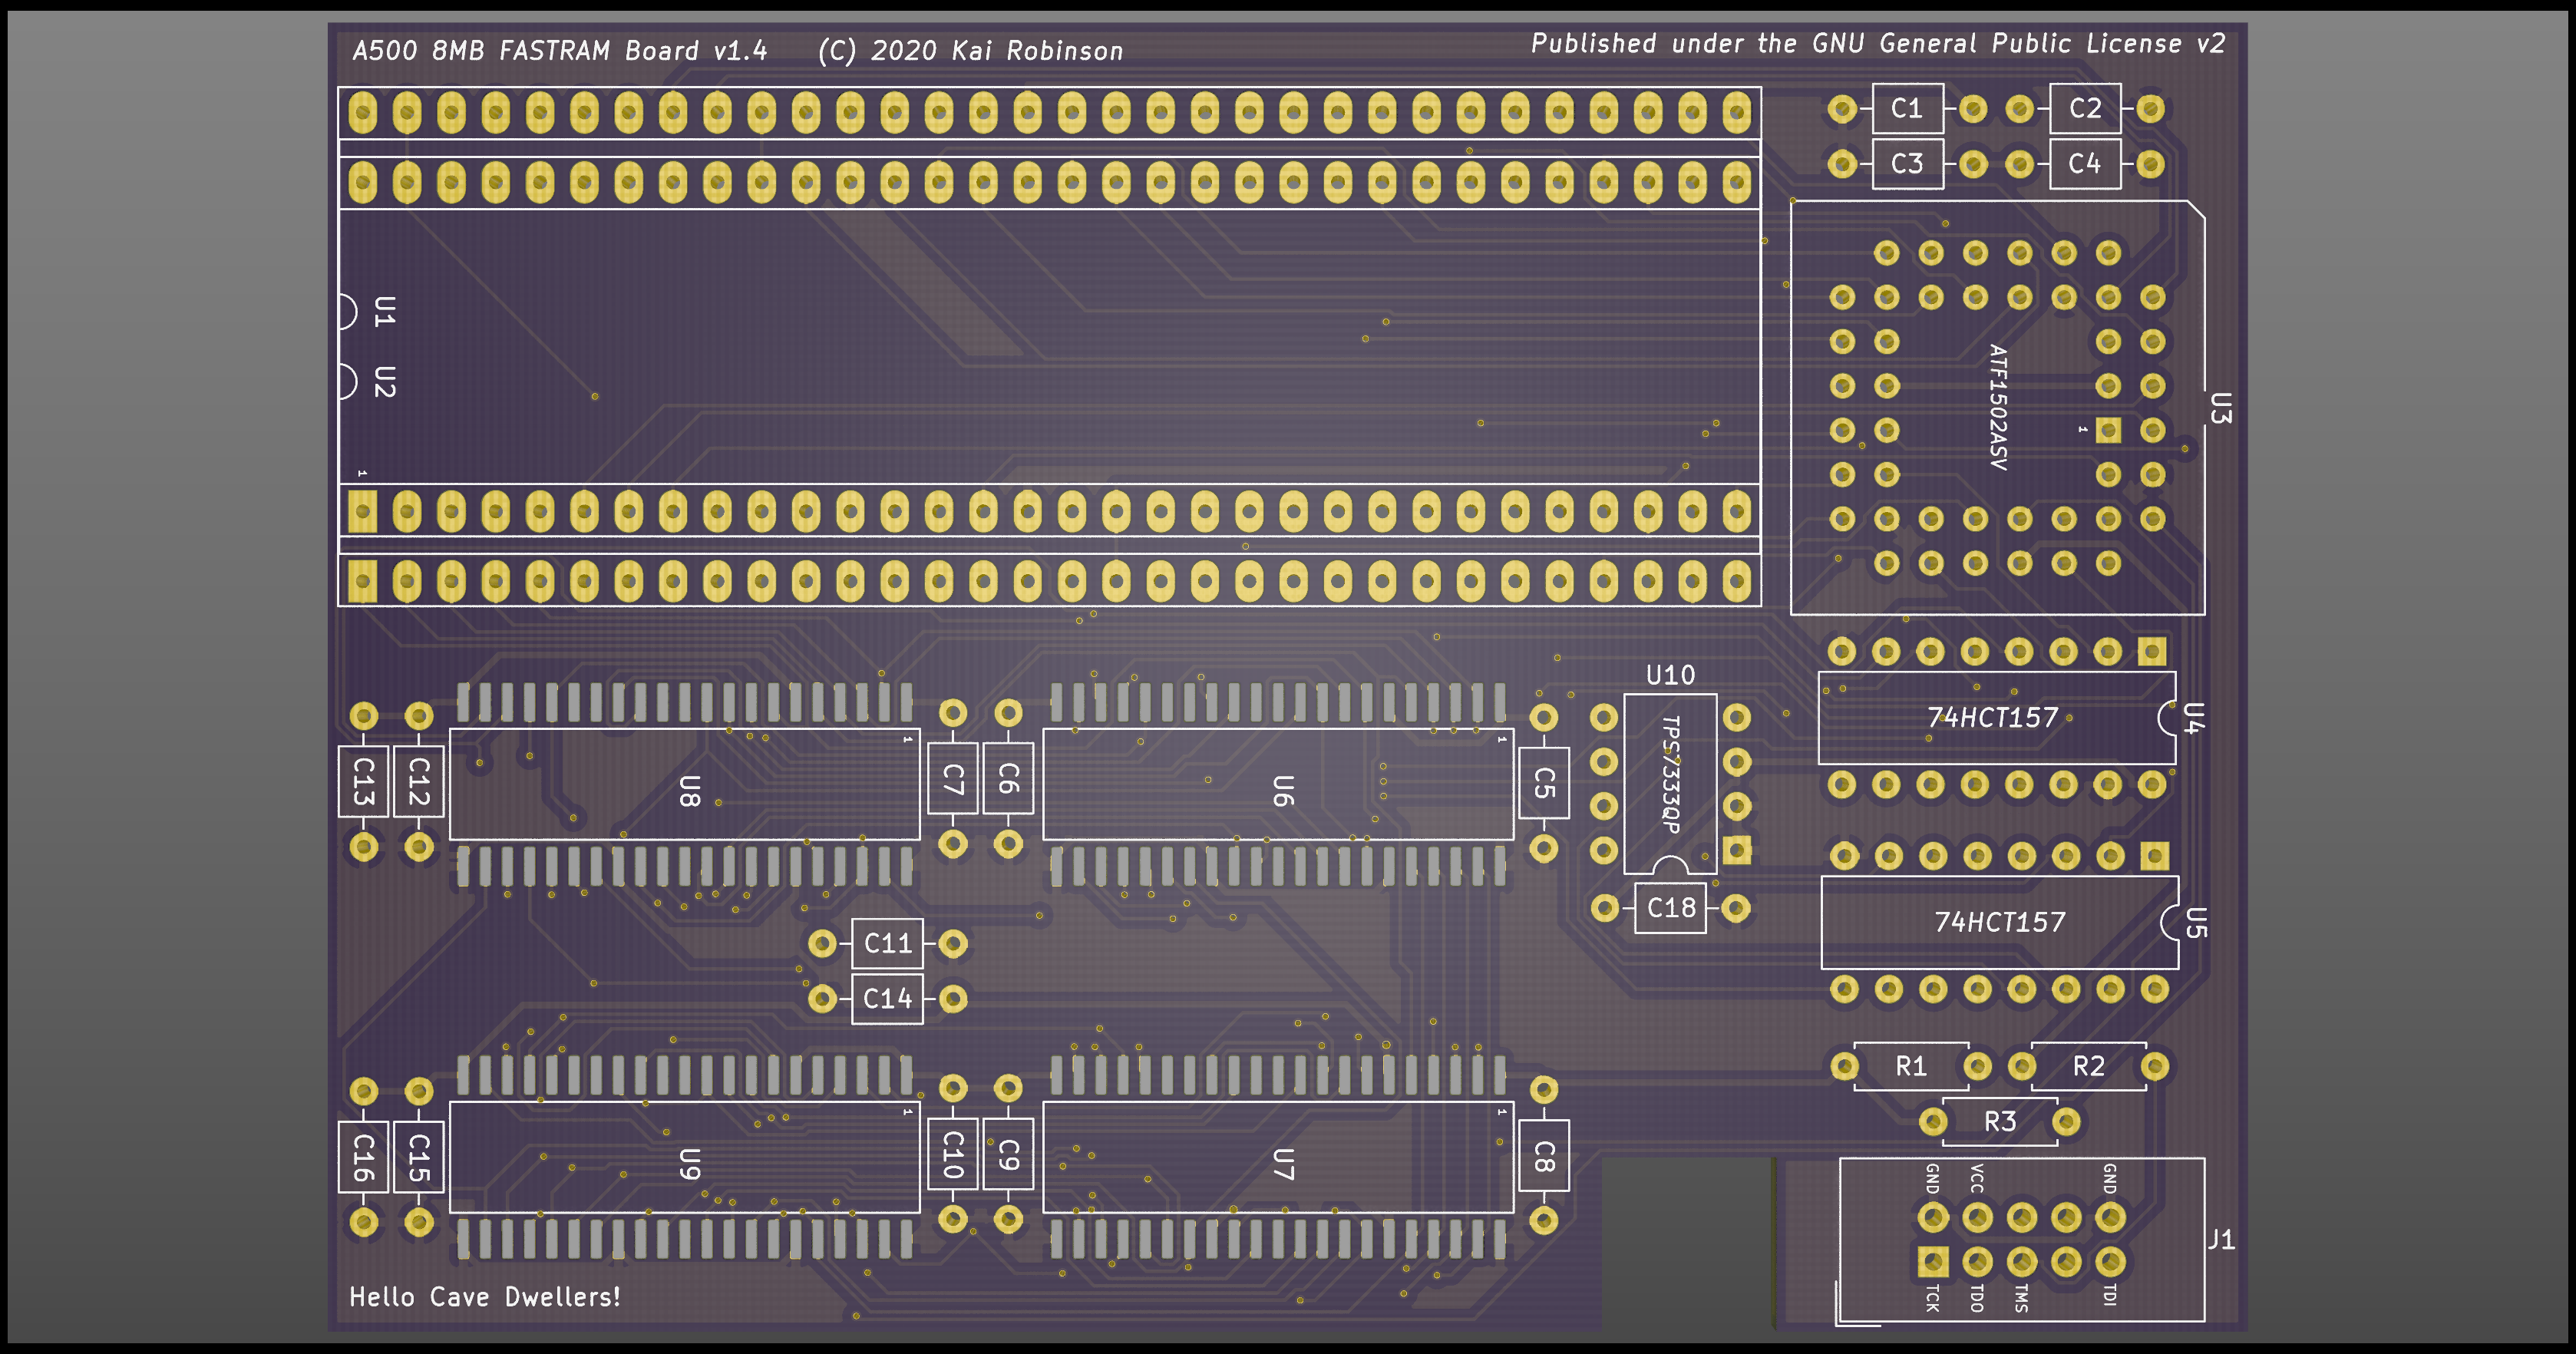 A500 8MB FASTRAM Board v1.4 (C) 2020 Kai Robinson
Published under the GNU General Public License v2
C1
C2
C3
C4
U1
U2
1
U3
ATF1502ASV
1
U10
TPS7333QP
C18
74HCT157
U4
74HCT157
U5
C13
C12
U8
1
C7
C6
U6
1
C5
C11
C14
R1
R2
R3
C16
C15
U9
1
C10
C9
U7
1
C8
GND
VCC
GND
J1
TCK
TDO
TMS
TDI
Hello Cave Dwellers!